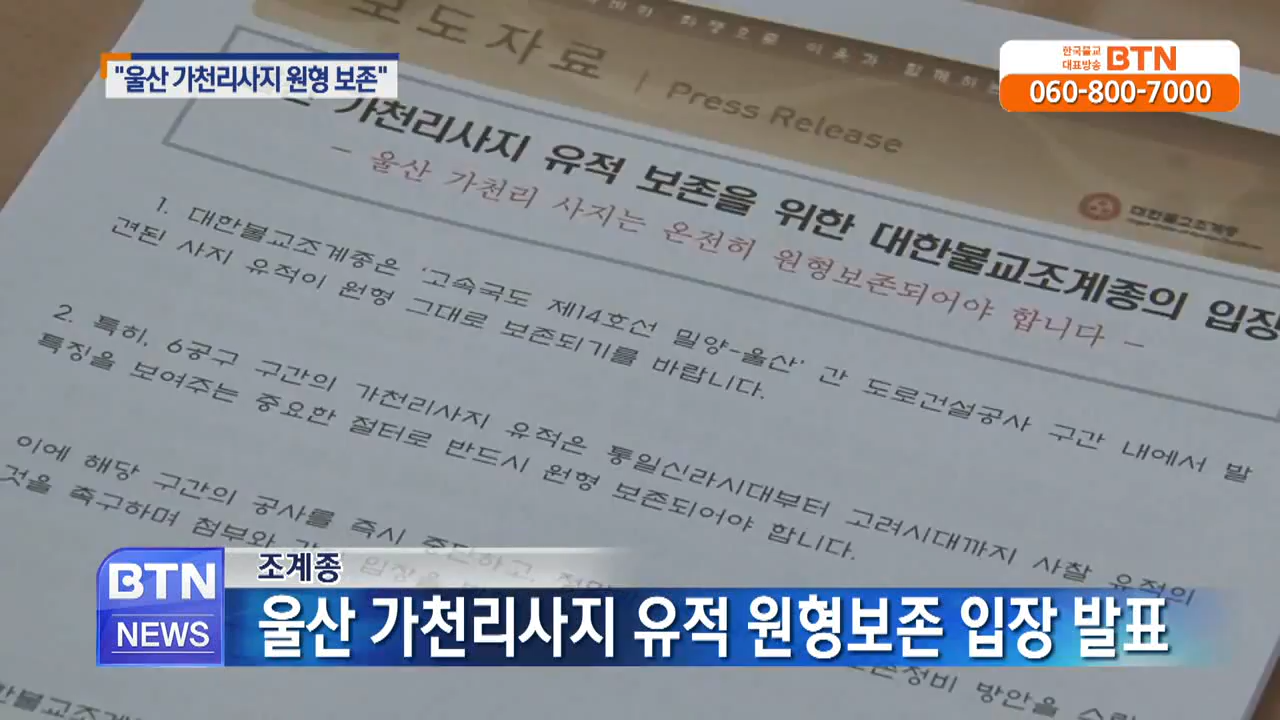 "울산 가천리사지 원형 보존"
한국불교
대표방송 BTN
060-800-7000
보도자료 | Press Release
대한불교조계종
가천리사지 유적 보존을 위한 대한불교조계종의 입장
- 울산 가천리 사지는 온전히 원형보존되어야 합니다 -
1. 대한불교조계종은 '고속국도 제14호선 밀양-울산' 간 도로건설공사 구간 내에서 발
견된 사지 유적이 원형 그대로 보존되기를 바랍니다.
2. 특히, 6공구 구간의 가천리사지 유적은 통일신라시대부터 고려시대까지 사찰 유적의
특징을 보여주는 중요한 절터로 반드시 원형 보존되어야 합니다.
이에 해당 구간의 공사를 즉시 중단하고,
것을 촉구하며 첨부와 입장을
방안을
BTN
NEWS
조계종
울산 가천리사지 유적 원형보존 입장 발표